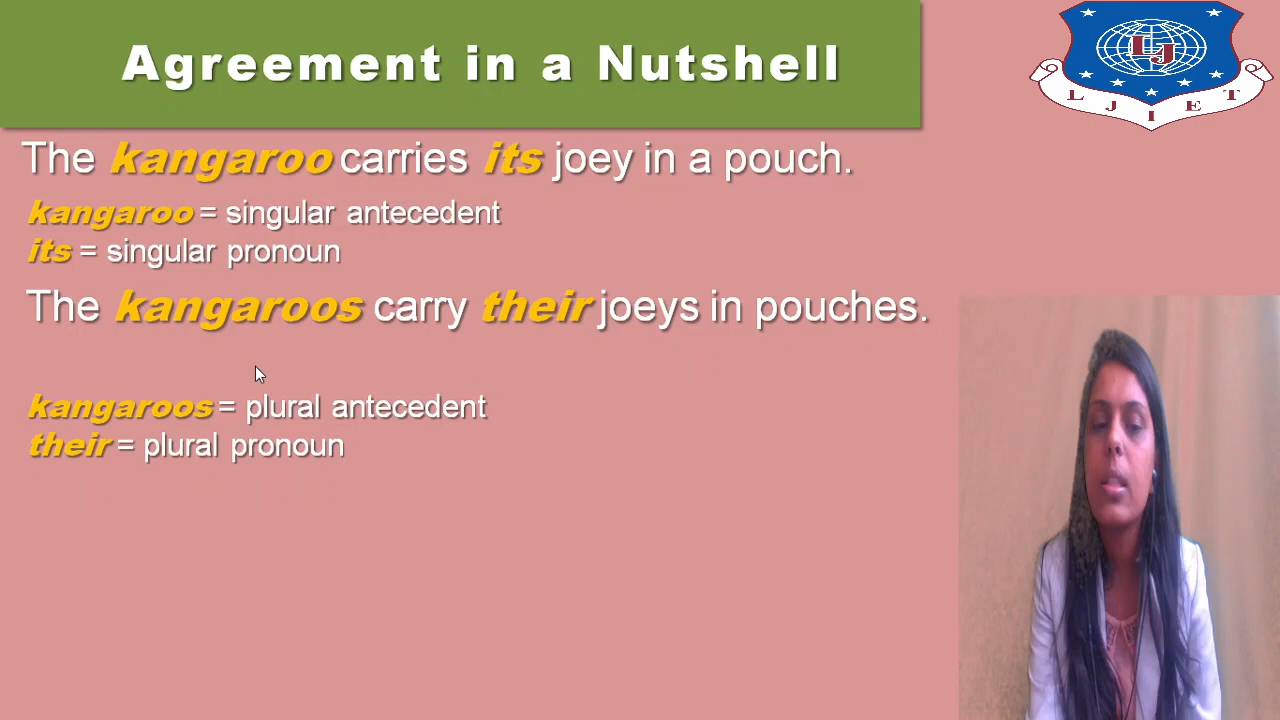 Agreement in a Nutshell
LJ
L J I E T
The kangaroo carries its joey in a pouch.
kangaroo = singular antecedent
its = singular pronoun
The kangaroos carry their joeys in pouches.
kangaroos = plural antecedent
their = plural pronoun